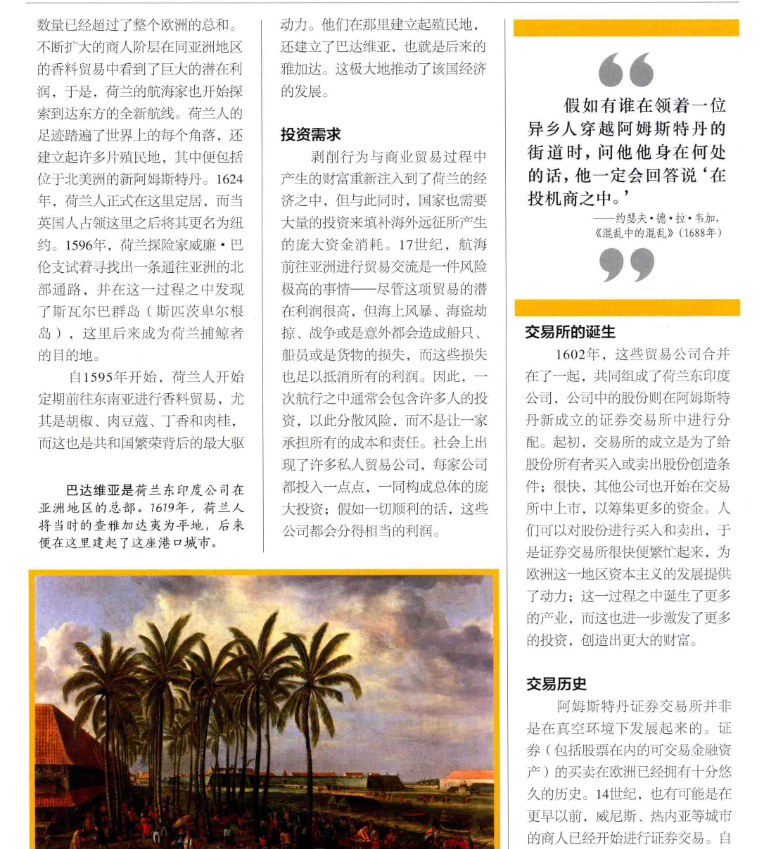 数量已经超过了整个欧洲的总和。
不断扩大的商人阶层在同亚洲地区
的香料贸易中看到了巨大的潜在利
润，于是，荷兰的航海家也开始探
索到达东方的全新航线。荷兰人的
足迹踏遍了世界上的每个角落，还
建立起许多片殖民地，其中便包括
位于北美洲的新阿姆斯特丹。1624
年，荷兰人正式在这里定居，而当
英国人占领这里之后将其更名为纽
约。1596年，荷兰探险家威廉·巴
伦支试着寻找出一条通往亚洲的北
部通路，并在这一过程之中发现
了斯瓦尔巴群岛（斯匹茨卑尔根
岛），这里后来成为荷兰捕鲸者
的目的地。
自1595年开始，荷兰人开始
定期前往东南亚进行香料贸易，尤
其是胡椒、肉豆蔻、丁香和肉桂，
而这也是共和国繁荣背后的最大驱
巴达维亚是荷兰东印度公司在
亚洲地区的总部。1619年，荷兰人
将当时的查雅加达夷为平地，后来
便在这里建起了这座港口城市。
动力。他们在那里建立起殖民地，
还建立了巴达维亚，也就是后来的
雅加达。这极大地推动了该国经济
的发展。
投资需求
剥削行为与商业贸易过程中
产生的财富重新注入到了荷兰的经
济之中，但与此同时，国家也需要
大量的投资来填补海外远征所产生
的庞大资金消耗。17世纪，航海
前往亚洲进行贸易交流是一件风险
极高的事情——尽管这项贸易的潜
在利润很高，但海上风暴、海盗劫
掠、战争或是意外都会造成船只、
船员或是货物的损失，而这些损失
也足以抵消所有的利润。因此，一
次航行之中通常会包含许多人的投
资，以此分散风险，而不是让一家
承担所有的成本和责任。社会上出
现了许多私人贸易公司，每家公司
都投入一点点，一同构成总体的庞
大投资；假如一切顺利的话，这些
公司都会分得相当的利润。
“
假如有谁在领着一位
异乡人穿越阿姆斯特丹的
街道时，问他他身在何处
的话，他一定会回答说‘在
投机商之中。’
——约瑟夫·德·拉·韦加，
《混乱中的混乱》（1688年）
”
交易所的诞生
1602年，这些贸易公司合并
在了一起，共同组成了荷兰东印度
公司，公司中的股份则在阿姆斯特
丹新成立的证券交易所中进行分
配。起初，交易所的成立是为了给
股份所有者买入或卖出股份创造条
件；很快，其他公司也开始在交易
所中上市，以筹集更多的资金。人
们可以对股份进行买入和卖出，于
是证券交易所很快便繁忙起来，为
欧洲这一地区资本主义的发展提供
了动力；这一过程之中诞生了更多
的产业，而这也进一步激发了更多
的投资，创造出更大的财富。
交易历史
阿姆斯特丹证券交易所并非
是在真空环境下发展起来的。证
券（包括股票在内的可交易金融资
产）的买卖在欧洲已经拥有十分悠
久的历史。14世纪，也有可能是在
更早以前，威尼斯、热内亚等城市
的商人已经开始进行证券交易。自